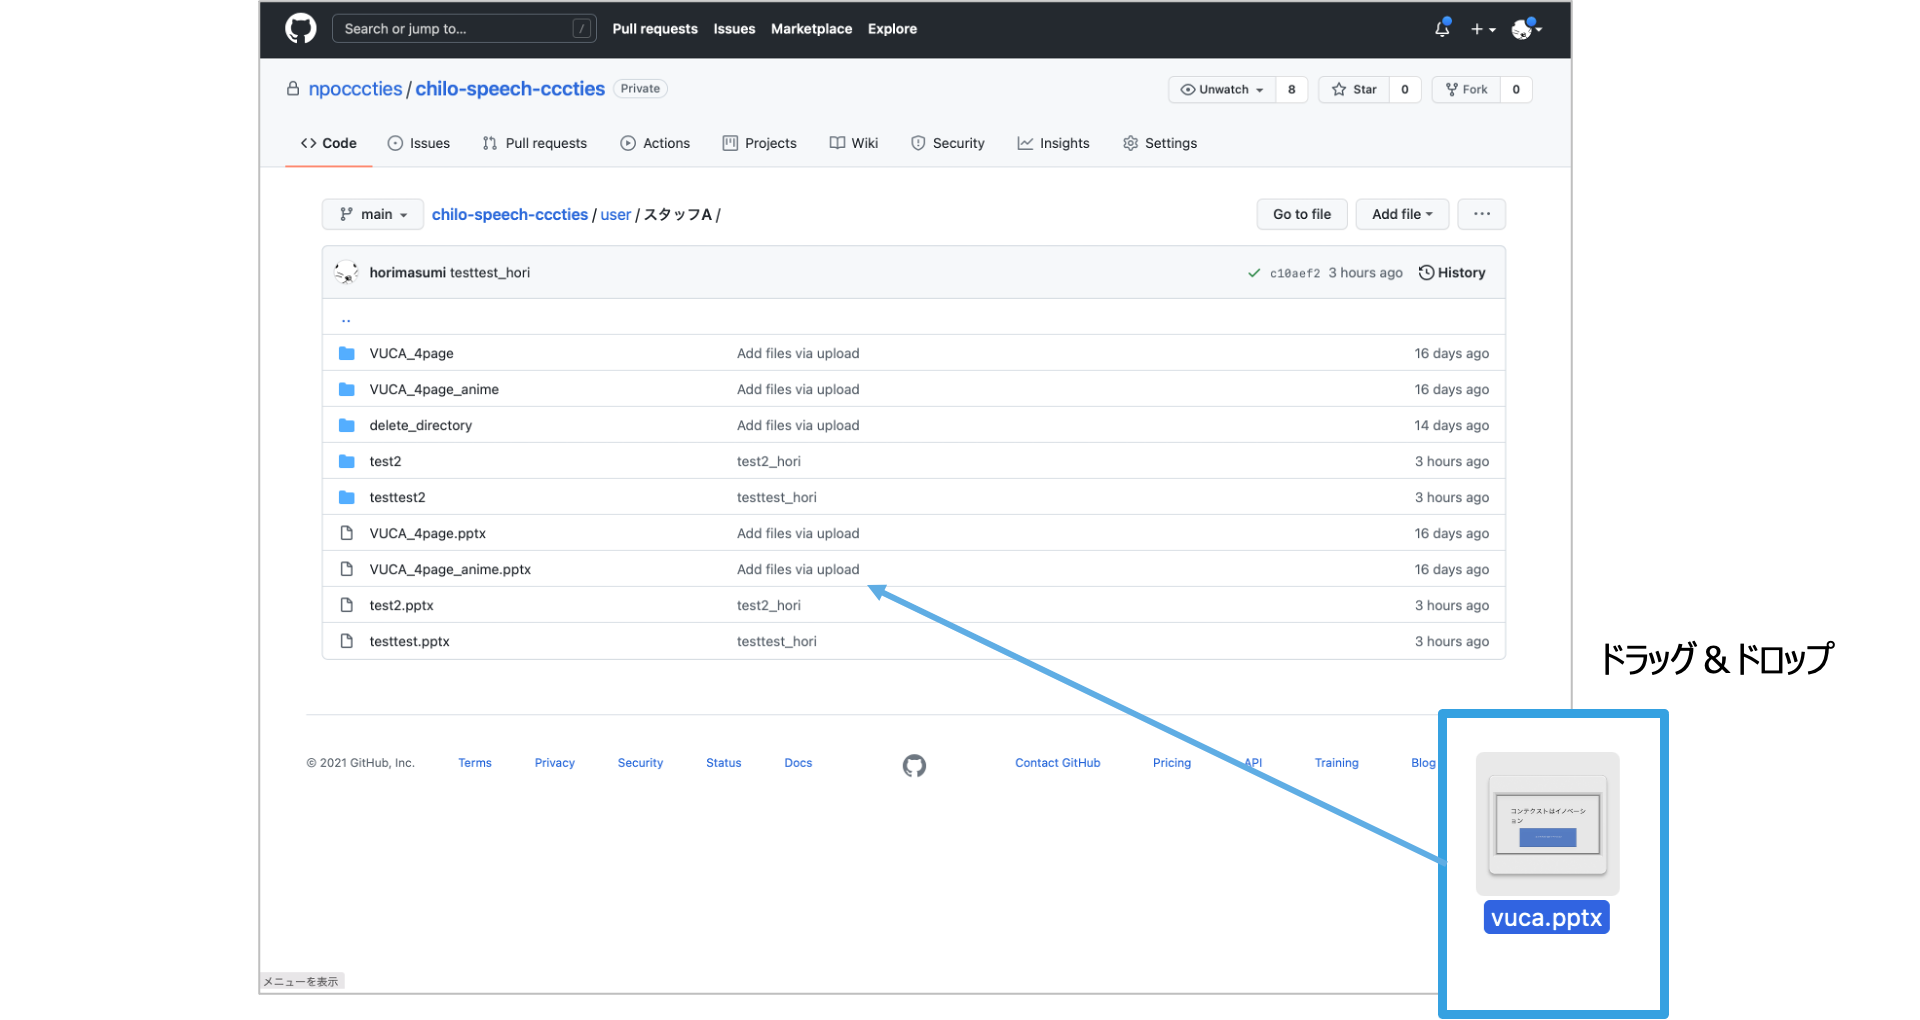 Search or jump to... /
Pull requests Issues Marketplace Explore
npocccties / chilo-speech-cccties Private
Unwatch 8 Star 0 Fork 0
Code Issues Pull requests Actions Projects Wiki Security Insights Settings
main chilo-speech-cccties / user / スタッフA /
Go to file Add file ...
horimasumi testtest_hori c10aef2 3 hours ago History
..
VUCA_4page Add files via upload 16 days ago
VUCA_4page_anime Add files via upload 16 days ago
delete_directory Add files via upload 14 days ago
test2 test2_hori 3 hours ago
testtest2 testtest_hori 3 hours ago
VUCA_4page.pptx Add files via upload 16 days ago
VUCA_4page_anime.pptx Add files via upload 16 days ago
test2.pptx test2_hori 3 hours ago
testtest.pptx testtest_hori 3 hours ago
ドラッグ & ドロップ
© 2021 GitHub, Inc. Terms Privacy Security Status Docs Contact GitHub Pricing API Training Blog
コンテクストはイノベーシ
ョン
vuca.pptx
メニューを表示